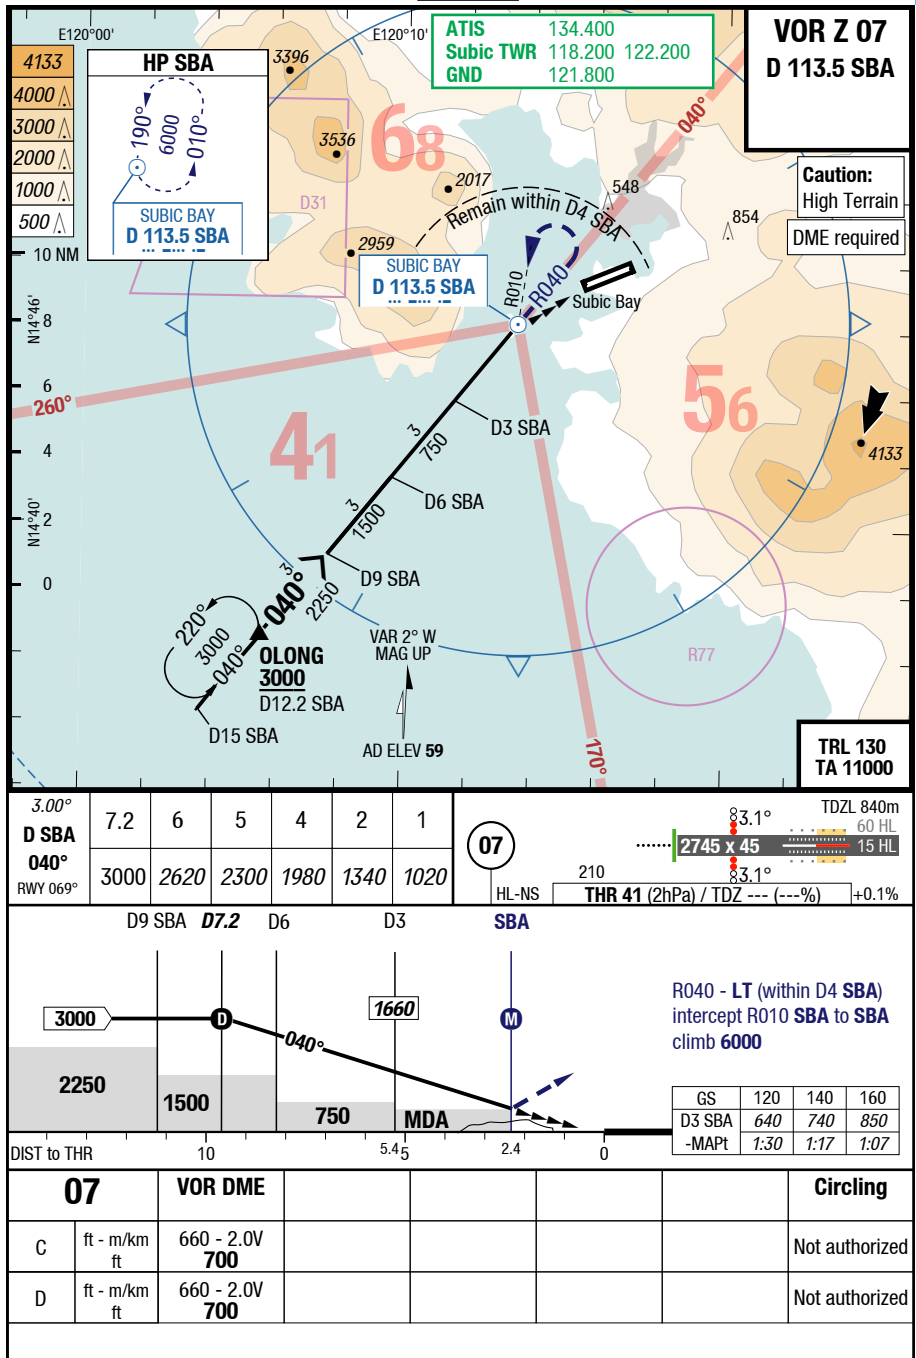 E120°00'
E120°10'
ATIS 134.400
Subic TWR 118.200 122.200
GND 121.800
VOR Z 07
D 113.5 SBA
4133
4000
3000
2000
1000
500
HP SBA
190°
6000
010°
SUBIC BAY
D 113.5 SBA
3396
3536
68
2017
D31
2959
040°
548
854
Caution:
High Terrain
DME required
Remain within D4 SBA
SUBIC BAY
D 113.5 SBA
R010
R040
Subic Bay
10 NM
N14°46'
8
6
4
2
0
N14°40'
260°
41
56
4133
3
750
D3 SBA
D6 SBA
3
1500
D9 SBA
3
040°
2250
220°
3000
040°
OLONG
3000
D12.2 SBA
D15 SBA
VAR 2° W
MAG UP
AD ELEV 59
R77
170°
TRL 130
TA 11000
3.00°
D SBA
040°
RWY 069°
7.2 6 5 4 2 1
3000 2620 2300 1980 1340 1020
07
HL-NS
3.1°
TDZL 840m
60 HL
2745 x 45
15 HL
3.1°
210
THR 41 (2hPa) / TDZ --- (---%)
+0.1%
D9 SBA D7.2 D6 D3 SBA
3000
D
040°
1660
M
2250
1500
750
MDA
R040 - LT (within D4 SBA)
intercept R010 SBA to SBA
climb 6000
GS 120 140 160
D3 SBA 640 740 850
-MAPt 1:30 1:17 1:07
DIST to THR 10 5.4 5 2.4 0
07 VOR DME Circling
C ft - m/km 660 - 2.0V Not authorized
ft 700
D ft - m/km 660 - 2.0V Not authorized
ft 700